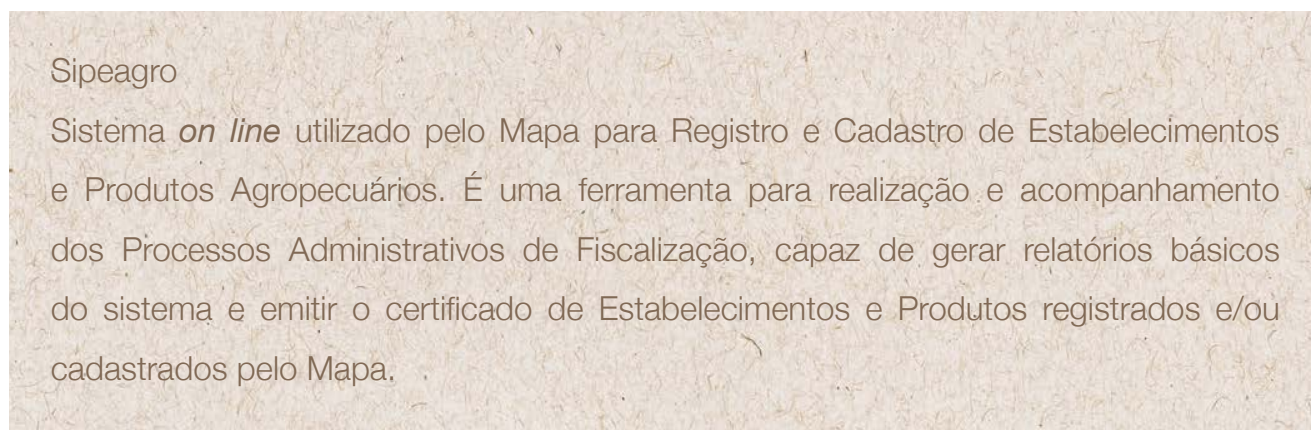 Sipeagro
Sistema on line utilizado pelo Mapa para Registro e Cadastro de Estabelecimentos
e Produtos Agropecuários. É uma ferramenta para realização e acompanhamento
dos Processos Administrativos de Fiscalização, capaz de gerar relatórios básicos
do sistema e emitir o certificado de Estabelecimentos e Produtos registrados e/ou
cadastrados pelo Mapa.